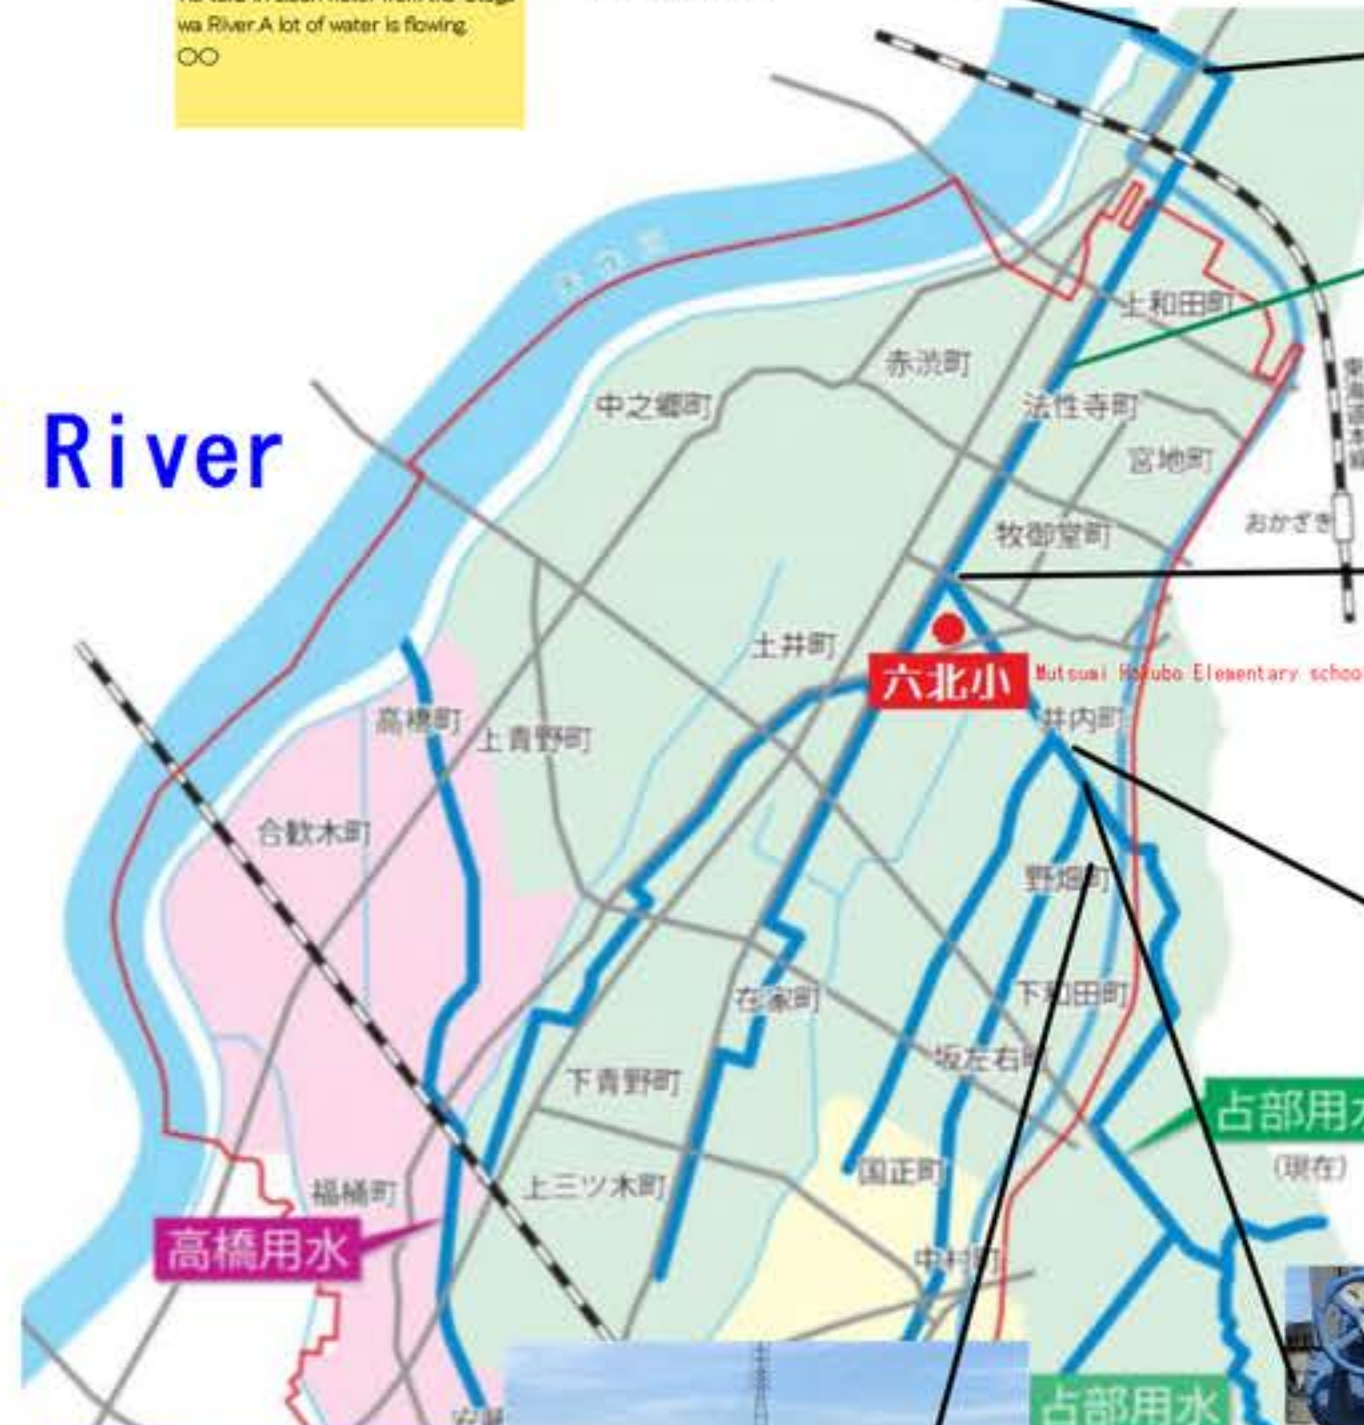 wa River.A lot of water is flowing.
○○
上和田町
赤渋町
中之郷町
法性寺町
River
宮地町
東海道本線
おかざき
牧御堂町
土井町
六北小
Mutsumi
Elementary schoo
井内町
高橋町
上青野町
合歓木町
野畑町
下和田町
在家町
坂左右町
下青野町
占部用水
(現在)
国正町
上三ツ木町
福桶町
高橋用水
中村町
占部用水